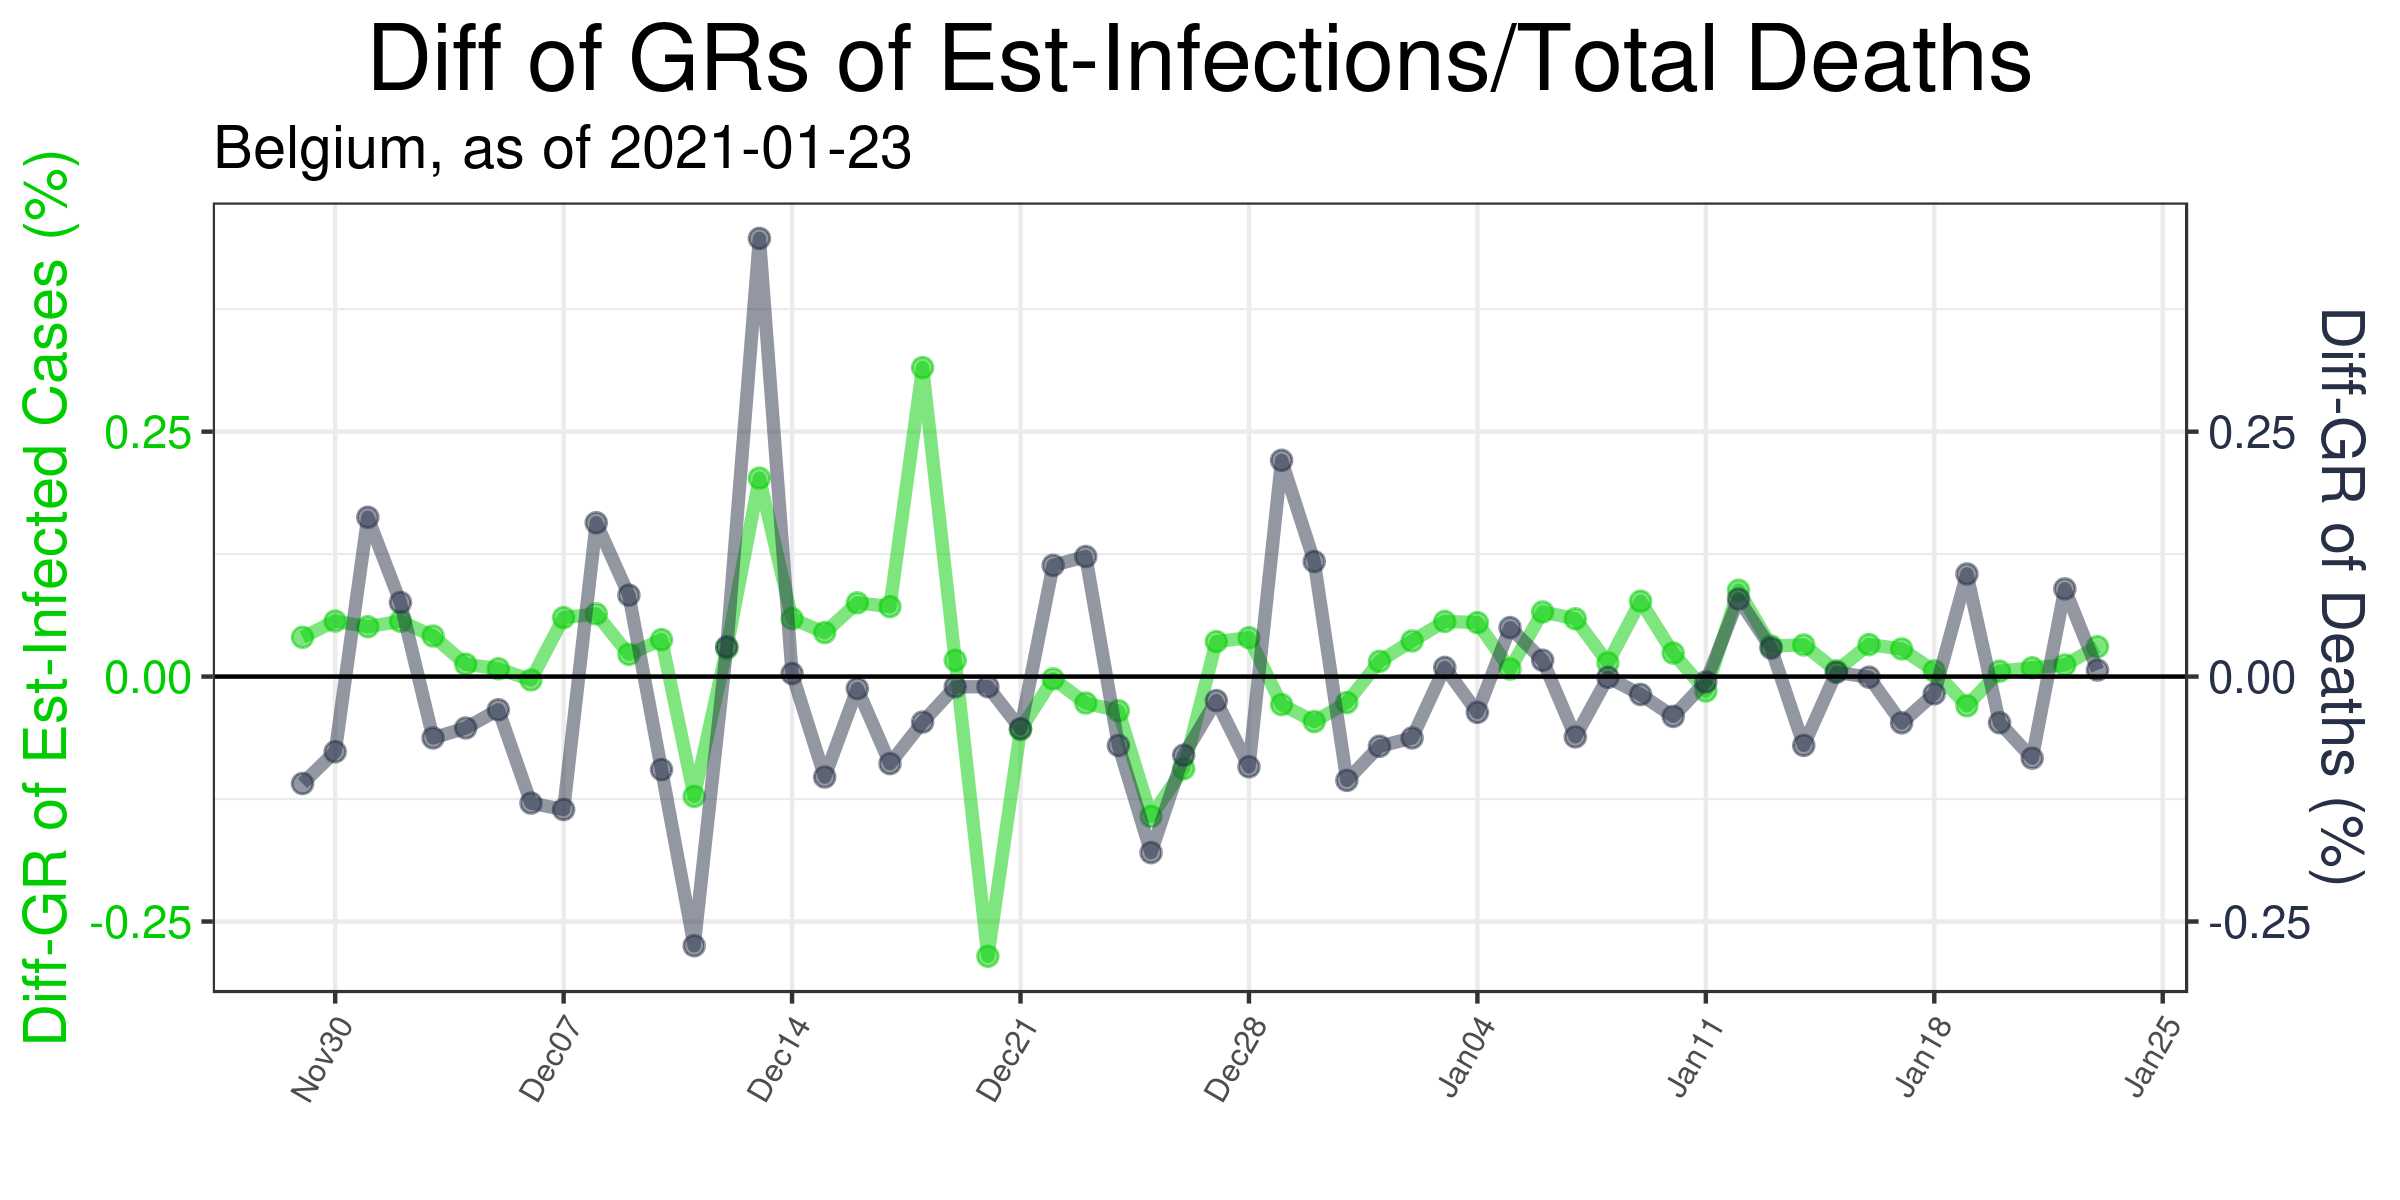 Diff of GRs of Est-Infections/Total Deaths
Belgium, as of 2021-01-23
Diff-GR of Est-Infected Cases (%)
0.25
0.00
-0.25
0.25
0.00
-0.25
Diff-GR of Deaths (%)
Nov30
Dec07
Dec14
Dec21
Dec28
Jan04
Jan11
Jan18
Jan25